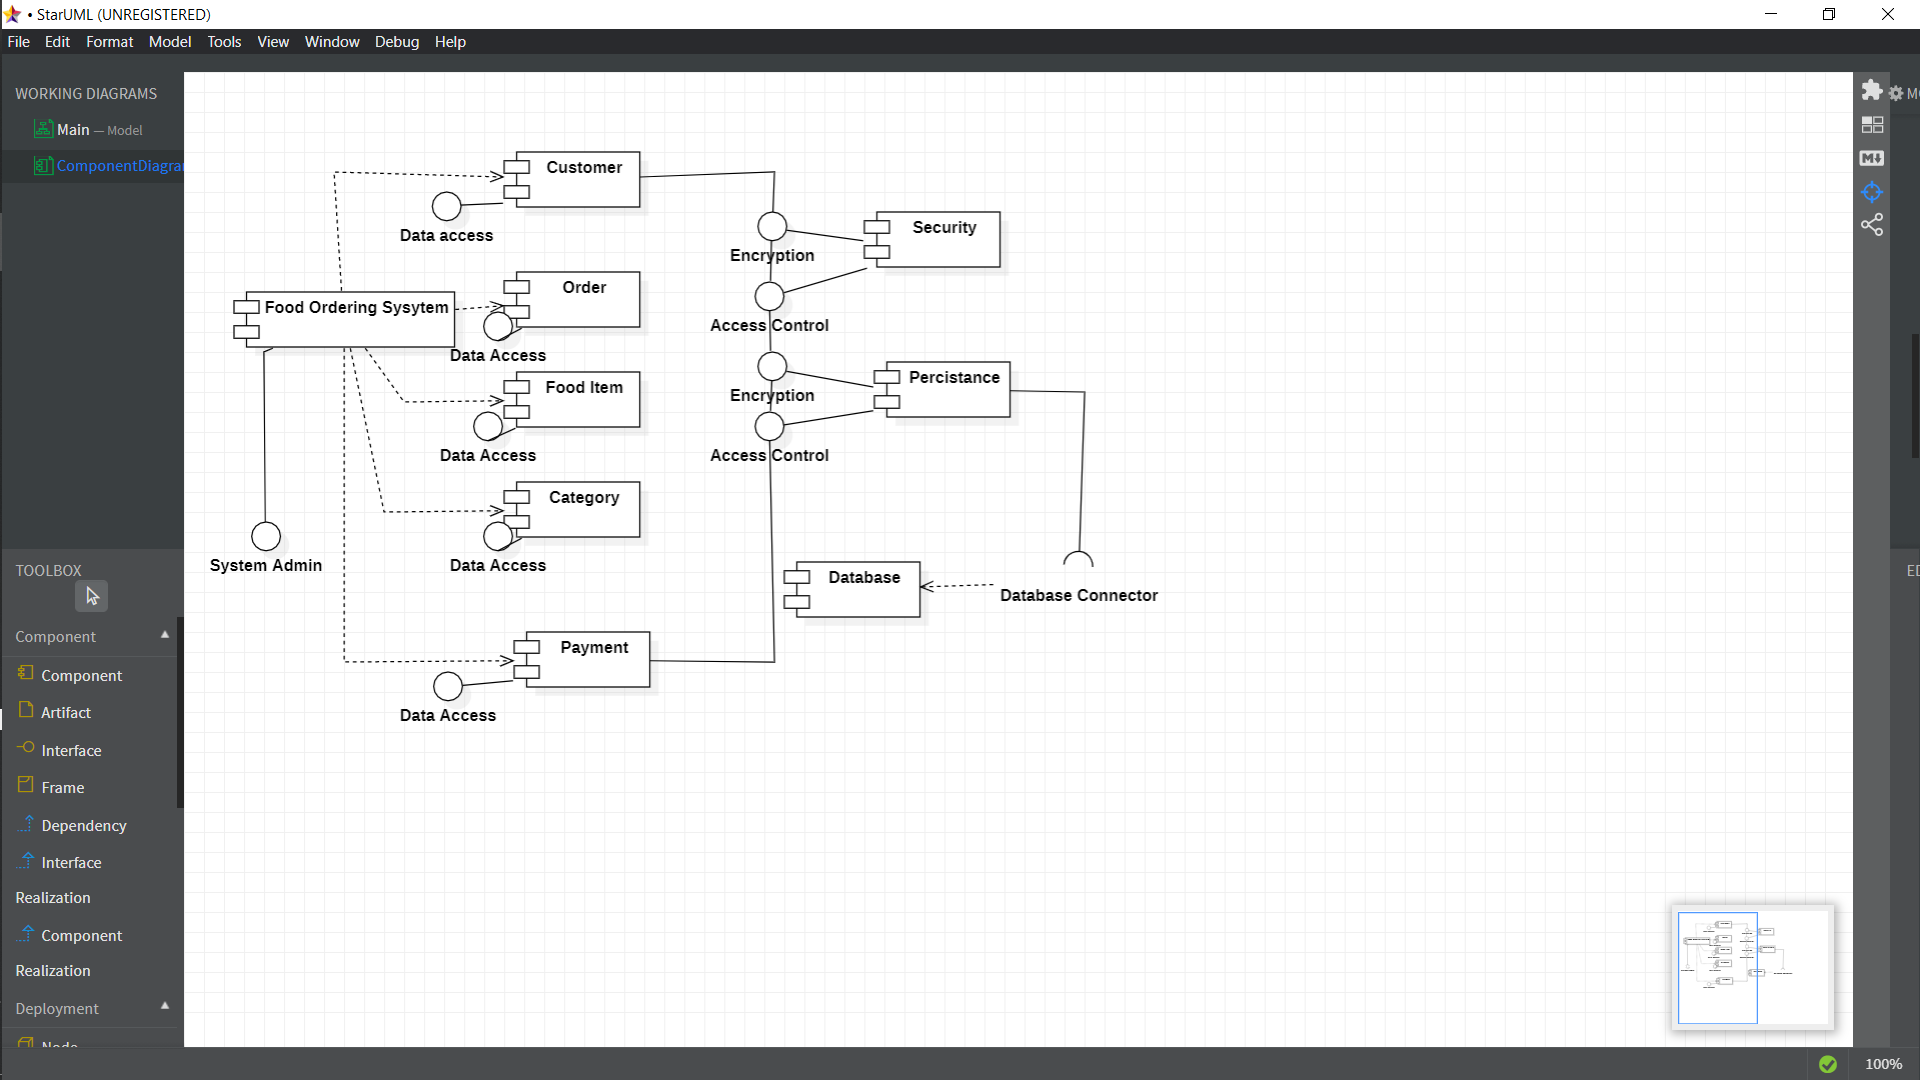 • StarUML (UNREGISTERED)
File Edit Format Model Tools View Window Debug Help
WORKING DIAGRAMS
Main — Model
ComponentDiagra
Customer
Data access
Order
Data Access
Food Ordering Sysytem
Food Item
Data Access
Category
Data Access
System Admin
Payment
Data Access
Encryption
Security
Access Control
Encryption
Percistance
Access Control
Database
Database Connector
TOOLBOX
Component
Component
Artifact
Interface
Frame
Dependency
Interface
Realization
Component
Realization
Deployment
Node
M
ED
100%